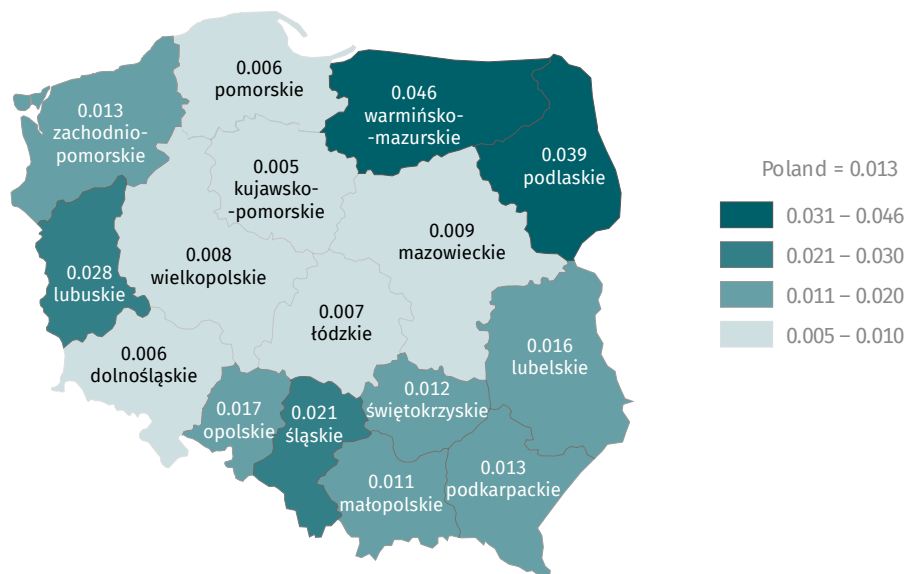 0.006
pomorskie
0.046
warmińsko-
-mazurskie
0.013
zachodnio-
pomorskie
0.039
podlaskie
0.005
kujawsko-
-pomorskie
0.009
mazowieckie
0.008
wielkopolskie
0.028
lubuskie
0.007
łódzkie
0.016
lubelskie
0.006
dolnośląskie
0.012
świętokrzyskie
0.017
opolskie
0.021
śląskie
0.013
podkarpackie
0.011
małopolskie
Poland = 0.013
0.031 – 0.046
0.021 – 0.030
0.011 – 0.020
0.005 – 0.010